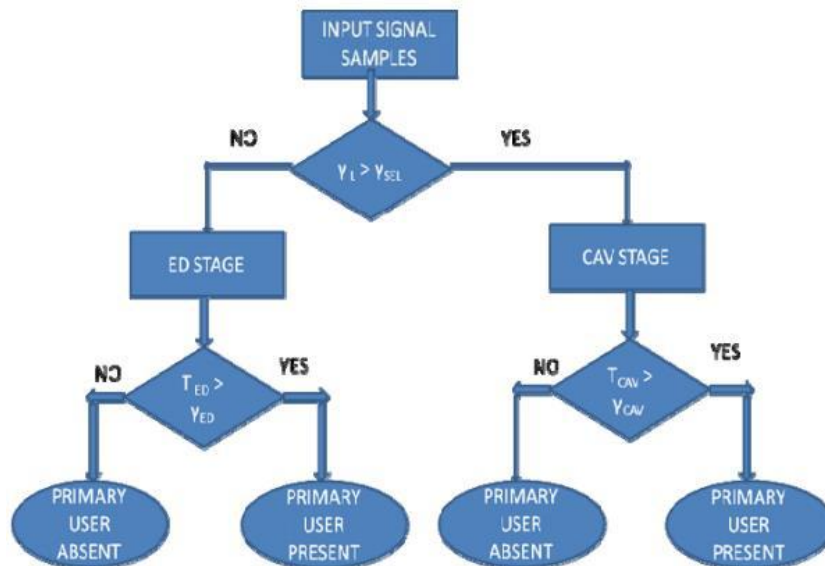 INPUT SIGNAL
SAMPLES
NO
YES
γL > γSEL
ED STAGE
CAV STAGE
NO
YES
TED >
γED
NO
YES
TCAV >
γCAV
PRIMARY
USER
ABSENT
PRIMARY
USER
PRESENT
PRIMARY
USER
ABSENT
PRIMARY
USER
PRESENT